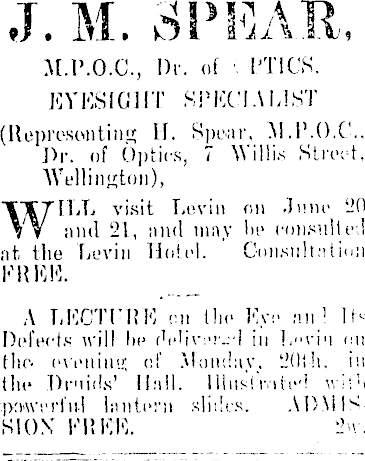 J. M. SPEAR,
M.P.O.C., Dr. of OPTICS,
EYESIGHT SPECIALIST
(Representing H. Spear, M.P.O.C.,
Dr. of Optics, 7 Willis Street,
Wellington),
WILL visit Levin on June 20
and 21, and may be consulted
at the Levin Hotel. Consultation
FREE.
A LECTURE on the Eye and Its
Defects will be delivered in Levin on
the evening of Monday, 20th, in
the Druids' Hall. Illustrated with
powerful lantern slides. ADMIS-
SION FREE. 2w.